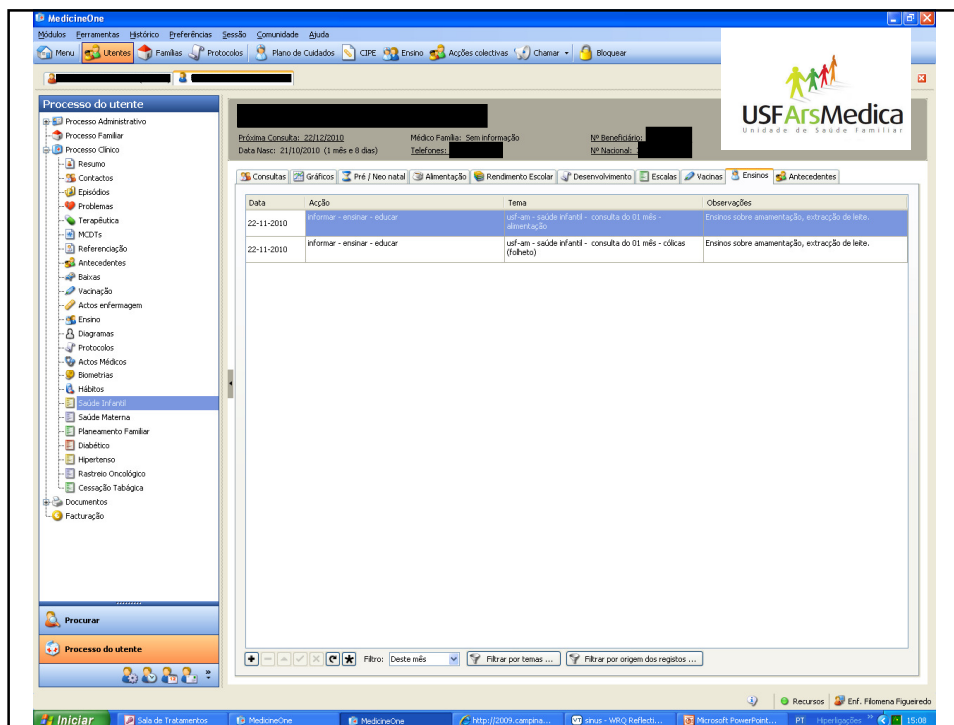 MedicineOne
Módulos Ferramentas Histórico Preferências Sessão Comunidade Ajuda
Menu Utentes Famílias Protocolos Plano de Cuidados CIPE Ensino Acções colectivas Chamar Bloquear
USF ArsMedica
Unidade de Saúde Familiar
Processo do utente
Processo Administrativo
Processo Familiar
Processo Clínico
Resumo
Contactos
Episódios
Problemas
Terapêutica
MCDTs
Referenciação
Antecedentes
Baixas
Vacinação
Actos enfermagem
Ensino
Diagramas
Protocolos
Actos Médicos
Biometrias
Hábitos
Saúde Infantil
Saúde Materna
Planeamento Familiar
Diabético
Hipertenso
Rastreio Oncológico
Cessação Tabágica
Documentos
Facturação
Procurar
Processo do utente
Próxima Consulta: 22/12/2010 Médico Família: Sem informação Nº Beneficiário:
Data Nasc: 21/10/2010 (1 mês e 8 dias) Telefones: Nº Nacional:
Consultas Gráficos Pré / Neo natal Alimentação Rendimento Escolar Desenvolvimento Escalas Vacinas Ensinos Antecedentes
Data Acção Tema Observações
22-11-2010 informar - ensinar - educar usf-am - saúde infantil - consulta do 01 mês - Ensinos sobre amamentação, extracção de leite.
alimentação
22-11-2010 informar - ensinar - educar usf-am - saúde infantil - consulta do 01 mês - cólicas Ensinos sobre amamentação, extracção de leite.
(folheto)
Filtro: Deste mês Filtrar por temas ... Filtrar por origem dos registos ...
Recursos Enf. Filomena Figueiredo
Iniciar Sala de Tratamentos MedicineOne MedicineOne http://2009.campina... sinus - WRQ Reflecti... Microsoft PowerPoint... PT Hiperligações 15:08